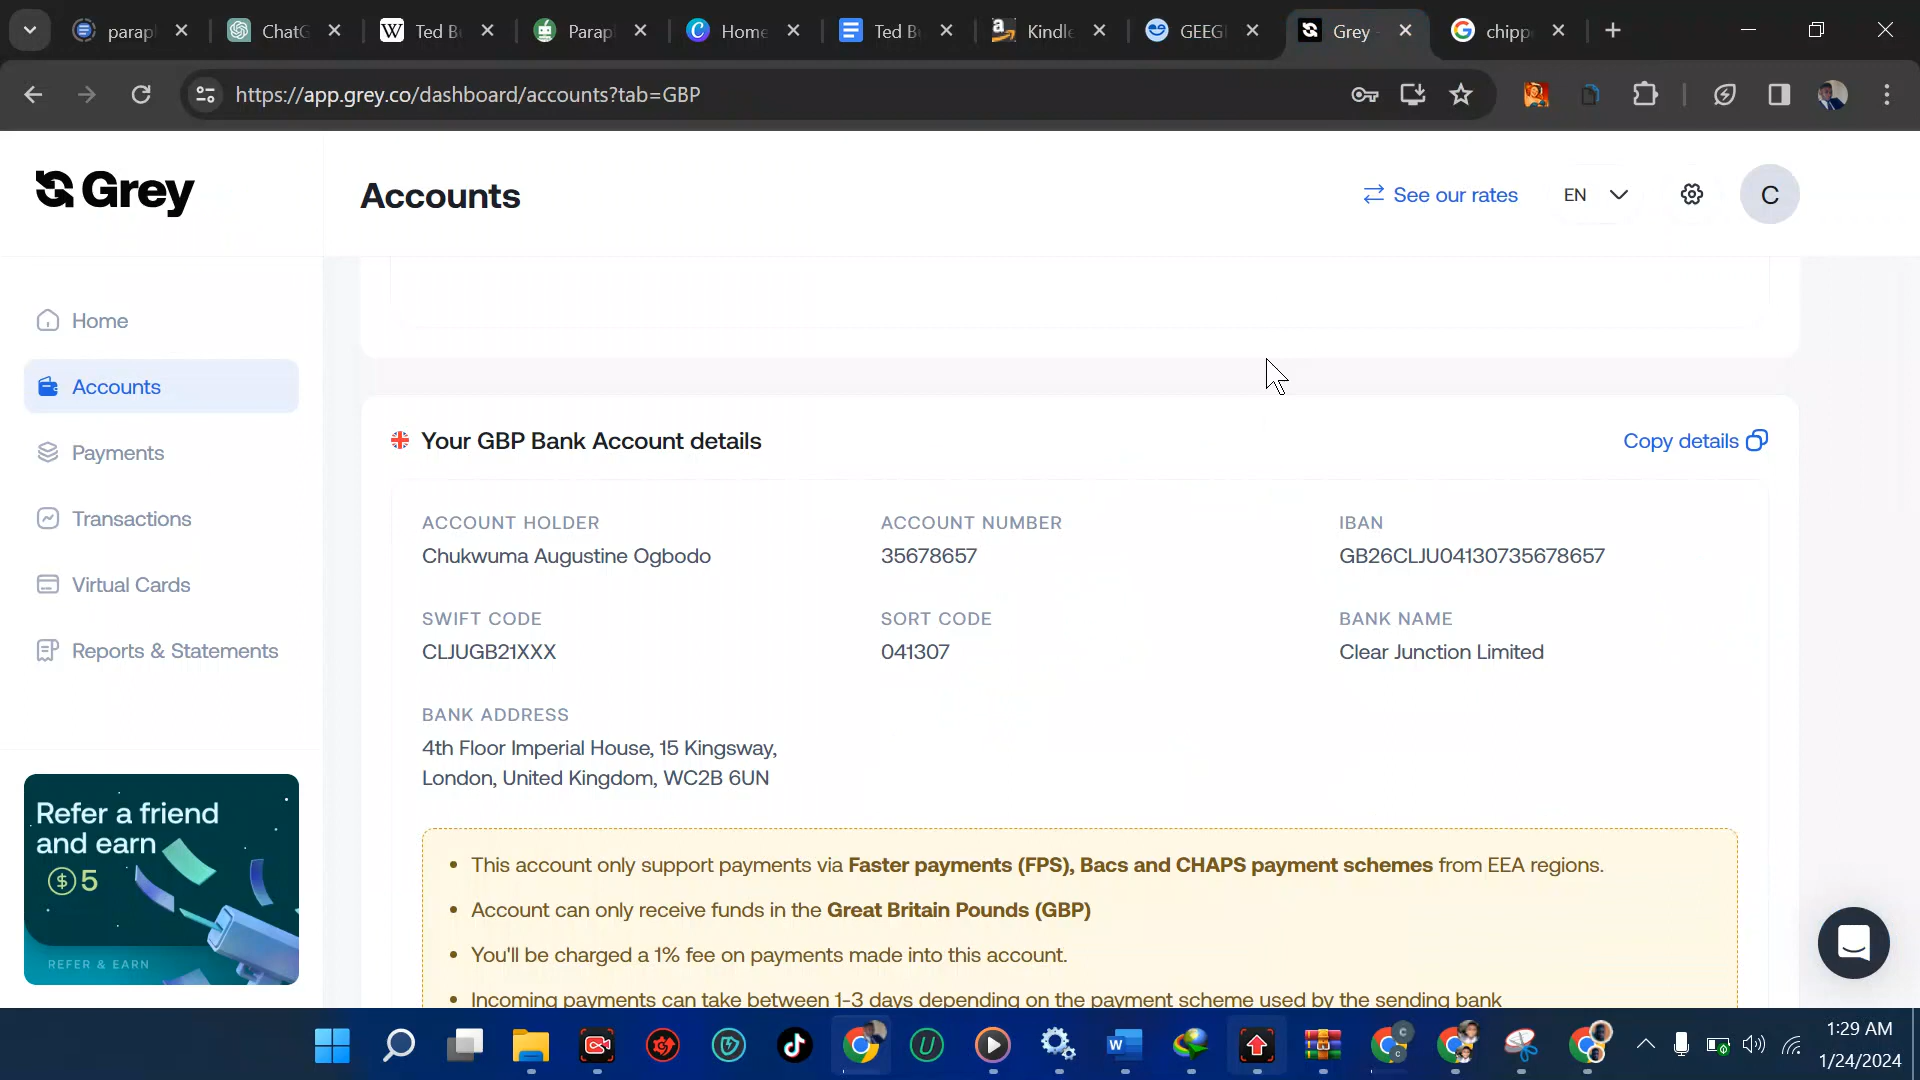 parap
ChatG
Ted B
Parap
Home
Ted B
Kindle
GEEG
Grey
chipp
https://app.grey.co/dashboard/accounts?tab=GBP
Grey
Accounts
See our rates
EN
C
Home
Accounts
Payments
Transactions
Virtual Cards
Reports & Statements
Your GBP Bank Account details
Copy details
ACCOUNT HOLDER
ACCOUNT NUMBER
IBAN
Chukwuma Augustine Ogbodo
35678657
GB26CLJU04130735678657
SWIFT CODE
SORT CODE
BANK NAME
CLJUGB21XXX
041307
Clear Junction Limited
BANK ADDRESS
4th Floor Imperial House, 15 Kingsway,
London, United Kingdom, WC2B 6UN
Refer a friend
and earn
$ 5
REFER & EARN
This account only support payments via Faster payments (FPS), Bacs and CHAPS payment schemes from EEA regions.
Account can only receive funds in the Great Britain Pounds (GBP)
You'll be charged a 1% fee on payments made into this account.
Incoming payments can take between 1-3 days depending on the payment scheme used by the sending bank
1:29 AM
1/24/2024